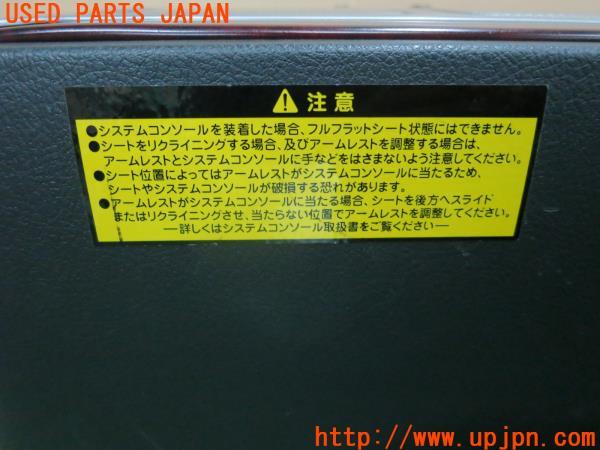 USED PARTS JAPAN
注意
●システムコンソールを装着した場合、フルフラットシート状態にはできません。
●シートをリクライニングする場合、及びアームレストを調整する場合は、
アームレストとシステムコンソールに手などをはさまないよう注意してください。
●シート位置によってはアームレストがシステムコンソールに当たるため、
シートやシステムコンソールが破損する恐れがあります。
●アームレストがシステムコンソールに当たる場合、シートを後方へスライド
またはリクライニングさせ、当たらない位置でアームレストを調整してください。
―詳しくはシステムコンソール取扱書をご覧ください―
http://www.upjpn.com